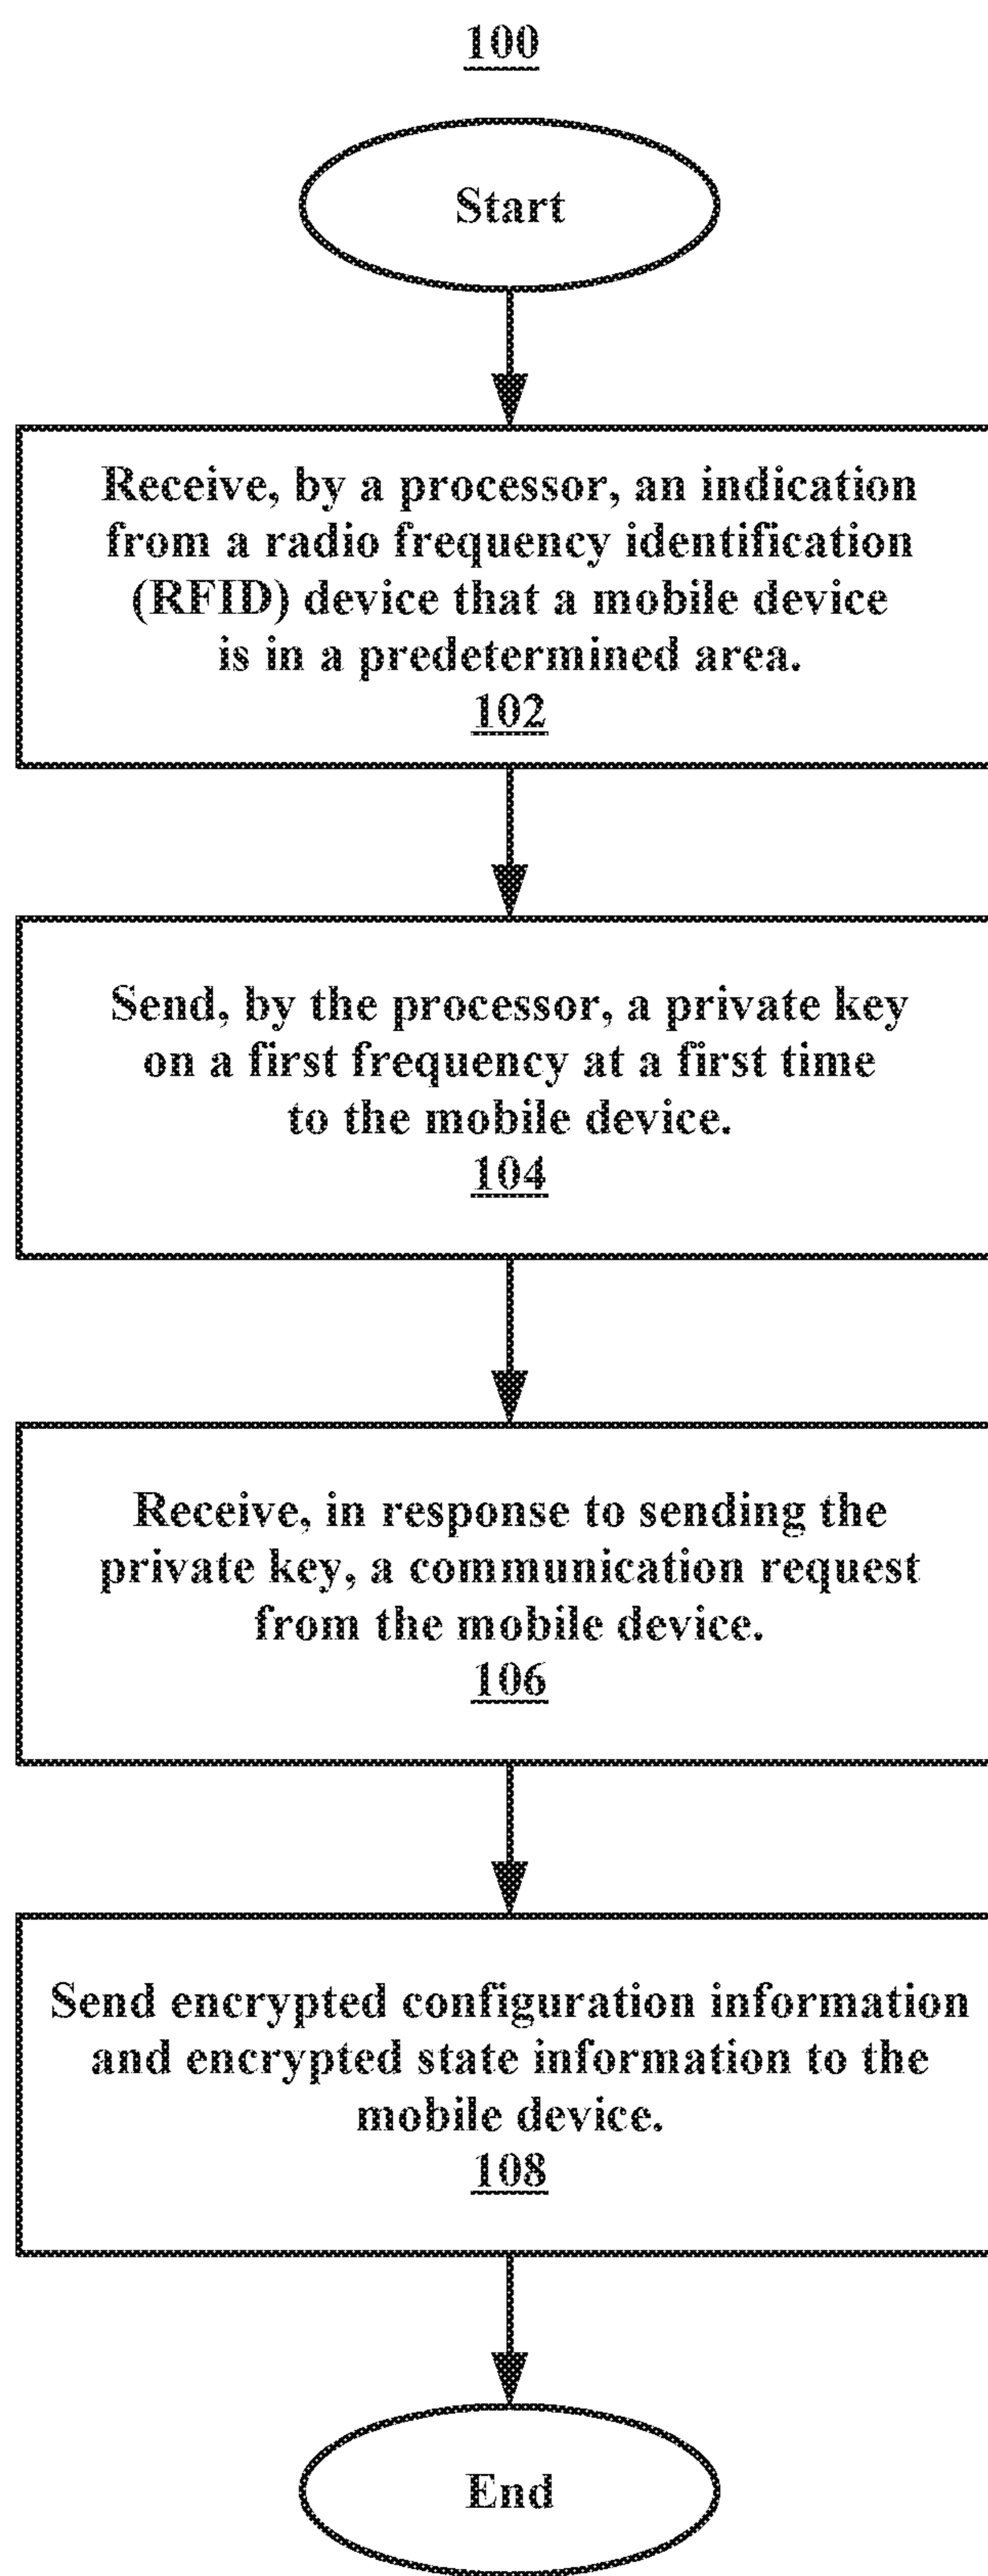 100
Start
Receive, by a processor, an indication
from a radio frequency identification
(RFID) device that a mobile device
is in a predetermined area.
102
Send, by the processor, a private key
on a first frequency at a first time
to the mobile device.
104
Receive, in response to sending the
private key, a communication request
from the mobile device.
106
Send encrypted configuration information
and encrypted state information to the
mobile device.
108
End